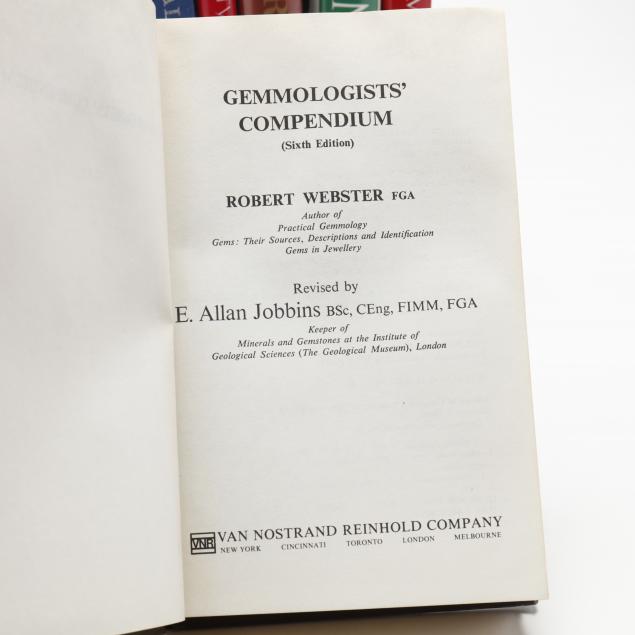 GEMMOLOGISTS'
COMPENDIUM
(Sixth Edition)
ROBERT WEBSTER FGA
Author of
Practical Gemmology
Gems: Their Sources, Descriptions and Identification
Gems in Jewellery
Revised by
E. Allan Jobbins BSc, CEng, FIMM, FGA
Keeper of
Minerals and Gemstones at the Institute of
Geological Sciences (The Geological Museum), London
VNR VAN NOSTRAND REINHOLD COMPANY
NEW YORK CINCINNATI TORONTO LONDON MELBOURNE